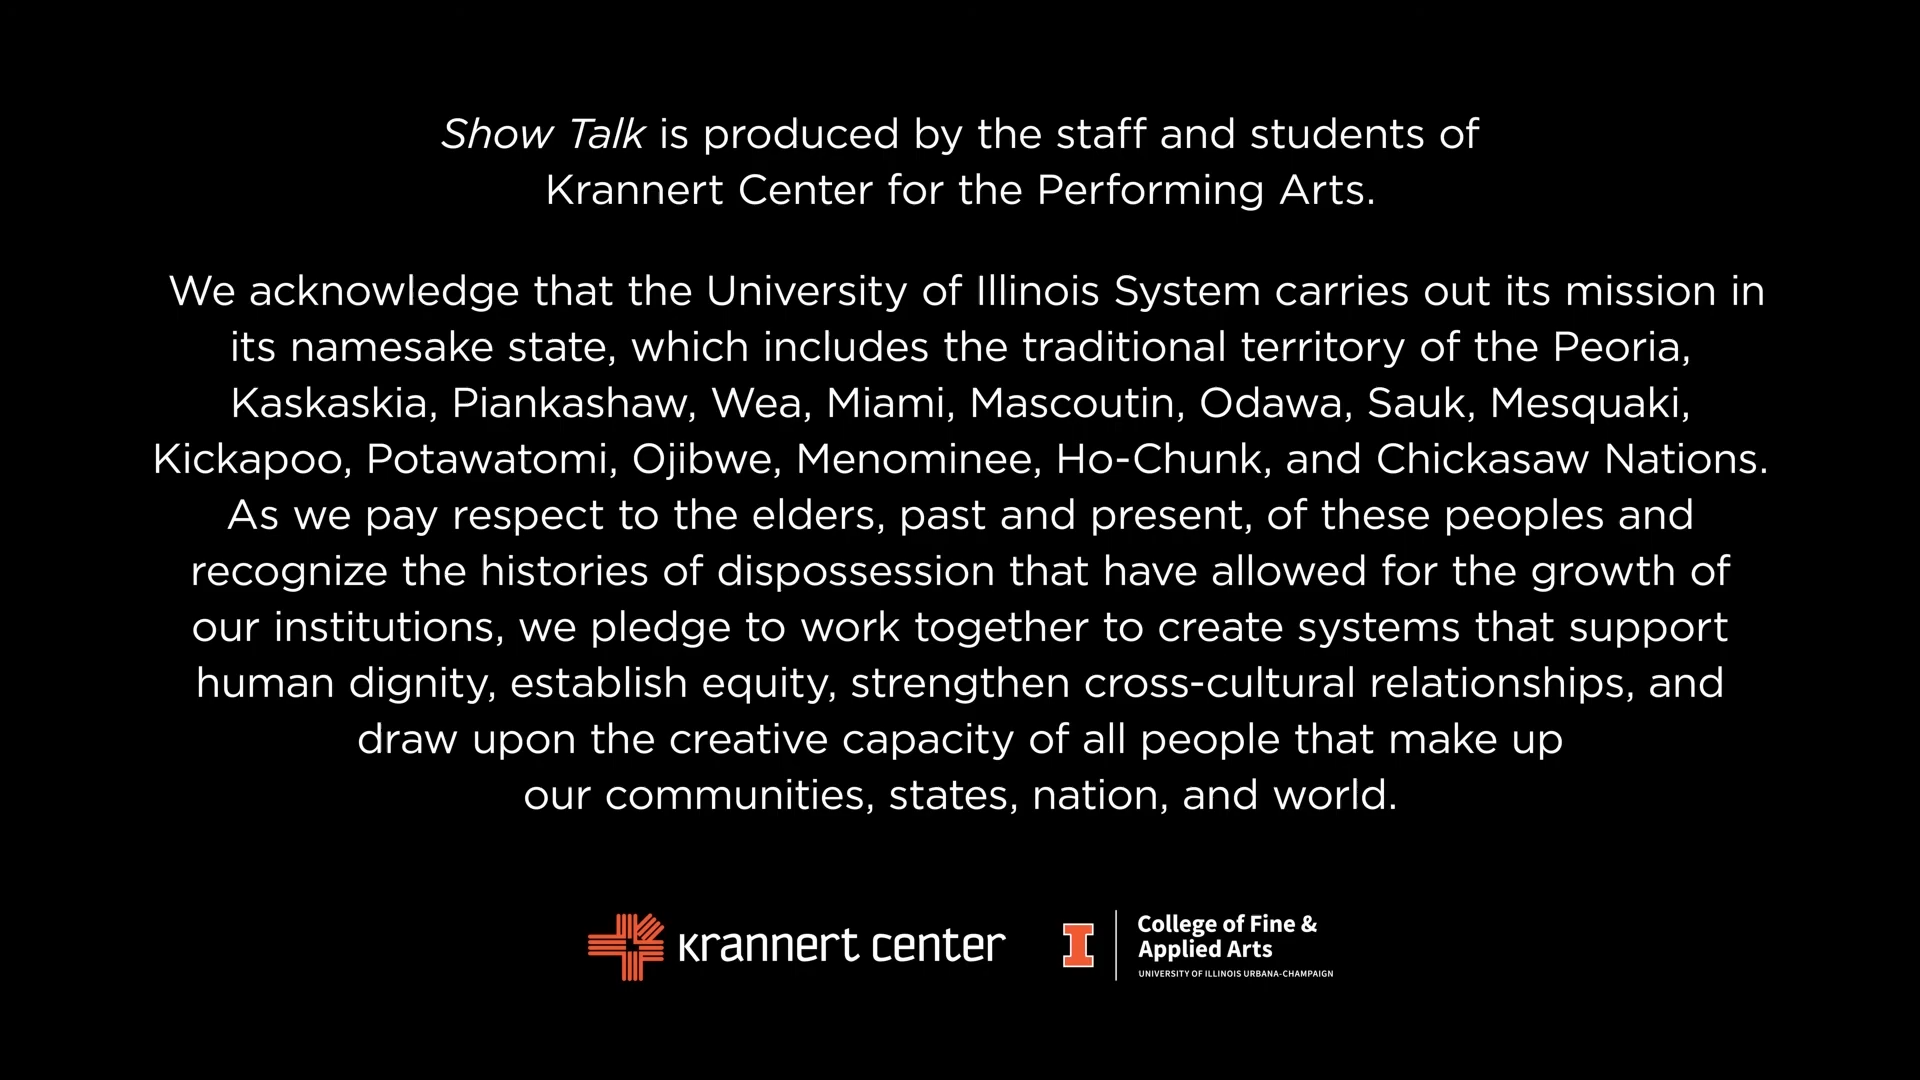 Show Talk is produced by the staff and students of
Krannert Center for the Performing Arts.
We acknowledge that the University of Illinois System carries out its mission in
its namesake state, which includes the traditional territory of the Peoria,
Kaskaskia, Piankashaw, Wea, Miami, Mascoutin, Odawa, Sauk, Mesquaki,
Kickapoo, Potawatomi, Ojibwe, Menominee, Ho-Chunk, and Chickasaw Nations.
As we pay respect to the elders, past and present, of these peoples and
recognize the histories of dispossession that have allowed for the growth of
our institutions, we pledge to work together to create systems that support
human dignity, establish equity, strengthen cross-cultural relationships, and
draw upon the creative capacity of all people that make up
our communities, states, nation, and world.
krannert center
I
College of Fine &
Applied Arts
UNIVERSITY OF ILLINOIS URBANA-CHAMPAIGN